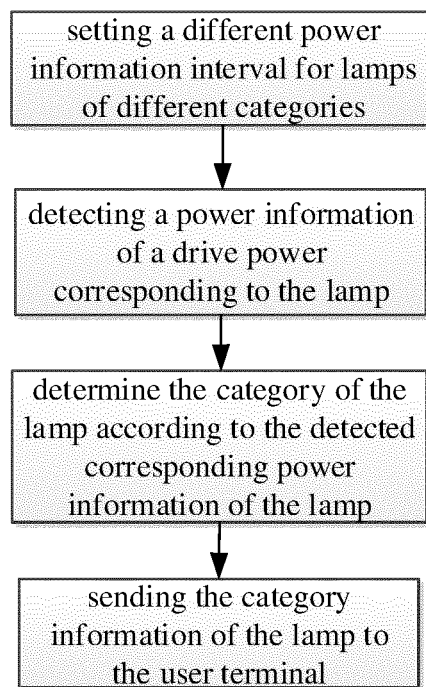 setting a different power
information interval for lamps
of different categories
detecting a power information
of a drive power
corresponding to the lamp
determine the category of the
lamp according to the detected
corresponding power
information of the lamp
sending the category
information of the lamp to
the user terminal